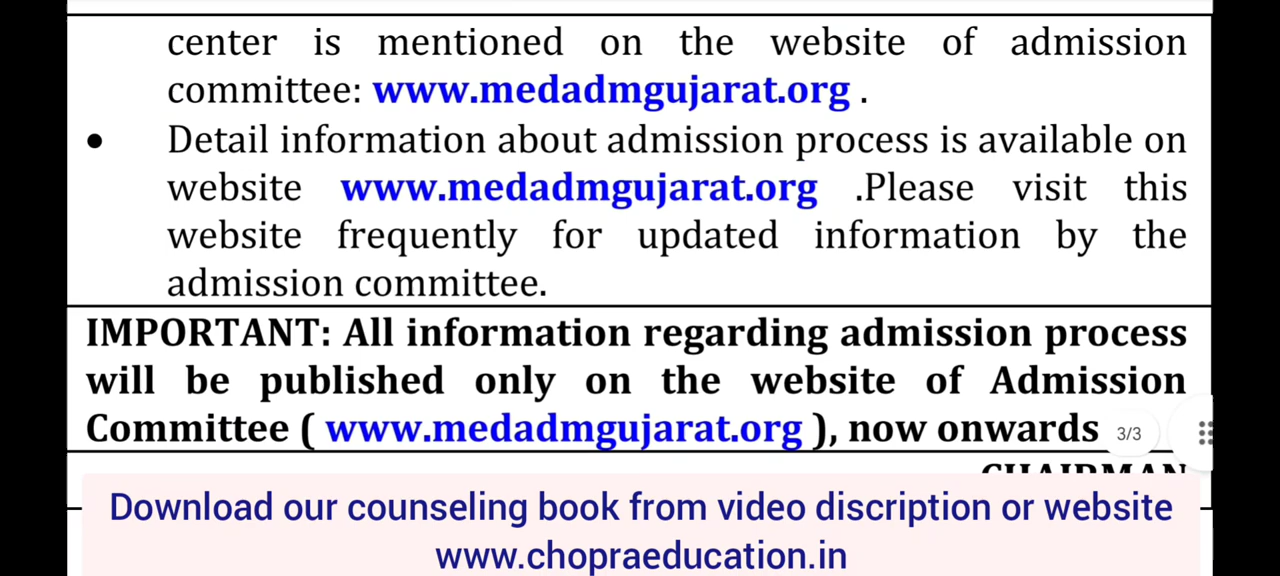 center is mentioned on the website of admission
committee: www.medadmgujarat.org .
• Detail information about admission process is available on
website www.medadmgujarat.org .Please visit this
website frequently for updated information by the
admission committee.
IMPORTANT: All information regarding admission process
will be published only on the website of Admission
Committee ( www.medadmgujarat.org ), now onwards
3/3
CHAIRMAN
Download our counseling book from video discription or website
www.chopraeducation.in